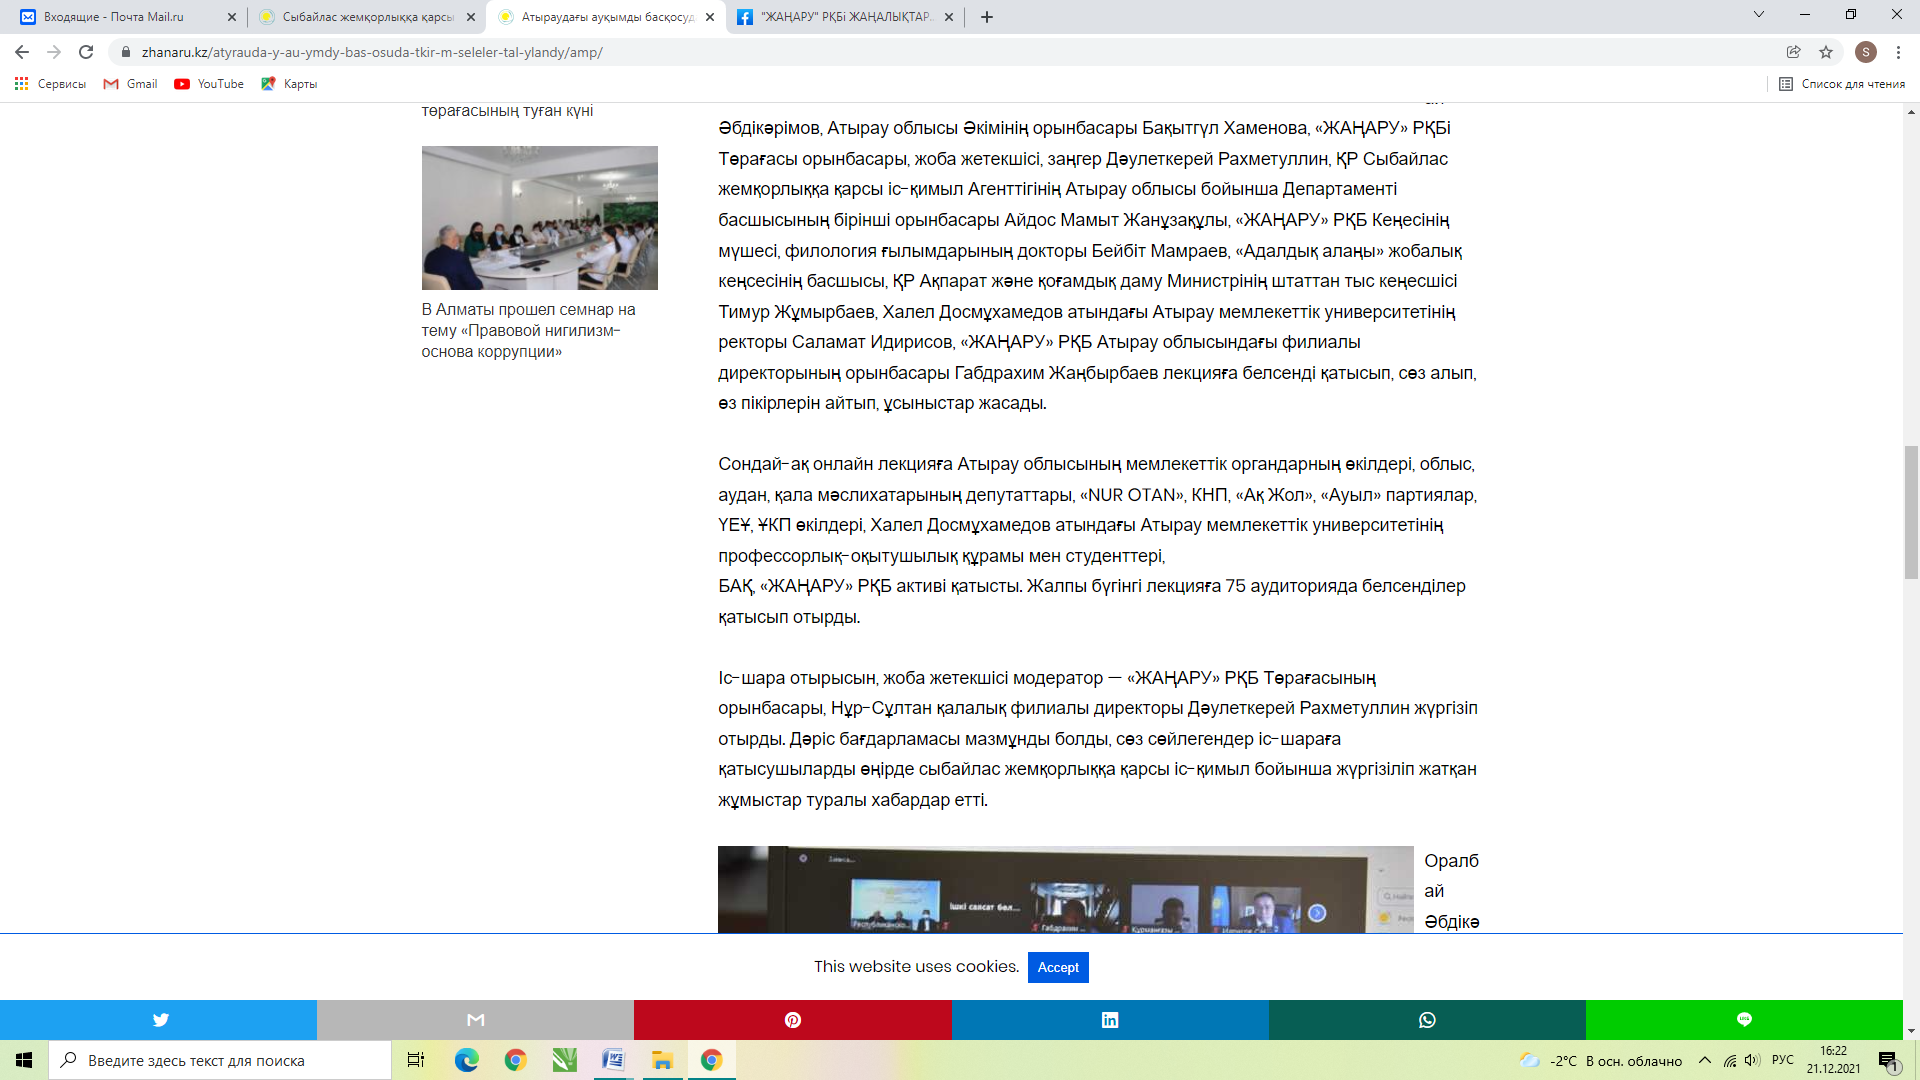 Входящие - Почта Mail.ru
Сыбайлас жемқорлыққа қарсы
Атыраудағы ауқымды басқосуд
"ЖАҢАРУ" РҚБі ЖАҢАЛЫҚТАР...
zhanaru.kz/atyrauda-y-au-ymdy-bas-osuda-tkir-m-seleler-tal-ylandy/amp/
S
Сервисы
Gmail
YouTube
Карты
Список для чтения
төрағасының туған күні
В Алматы прошел семнар на
тему «Правовой нигилизм-
основа коррупции»
Әбдікәрімов, Атырау облысы Әкімінің орынбасары Бақытгүл Хаменова, «ЖАҢАРУ» РҚБі
Төрағасы орынбасары, жоба жетекшісі, заңгер Дәулеткерей Рахметуллин, ҚР Сыбайлас
жемқорлыққа қарсы іс-қимыл Агенттігінің Атырау облысы бойынша Департаменті
басшысының бірінші орынбасары Айдос Мамыт Жанұзақұлы, «ЖАҢАРУ» РҚБ Кеңесінің
мүшесі, филология ғылымдарының докторы Бейбіт Мамраев, «Адалдық алаңы» жобалық
кеңсесінің басшысы, ҚР Ақпарат және қоғамдық даму Министрінің штаттан тыс кеңесшісі
Тимур Жұмырбаев, Халел Досмұхамедов атындағы Атырау мемлекеттік университетінің
ректоры Саламат Идирисов, «ЖАҢАРУ» РҚБ Атырау облысындағы филиалы
директорының орынбасары Габдрахим Жаңбырбаев лекцияға белсенді қатысып, сөз алып,
өз пікірлерін айтып, ұсыныстар жасады.
Сондай-ақ онлайн лекцияға Атырау облысының мемлекеттік органдарның өкілдері, облыс,
аудан, қала мәслихатарының депутаттары, «NUR OTAN», КНП, «Ақ Жол», «Ауыл» партиялар,
ҮЕҰ, ҰКП өкілдері, Халел Досмұхамедов атындағы Атырау мемлекеттік университетінің
профессорлық-оқытушылық құрамы мен студенттері,
БАҚ, «ЖАҢАРУ» РҚБ активі қатысты. Жалпы бүгінгі лекцияға 75 аудиторияда белсенділер
қатысып отырды.
Іс-шара отырысын, жоба жетекшісі модератор — «ЖАҢАРУ» РҚБ Төрағасының
орынбасары, Нұр-Сұлтан қалалық филиалы директоры Дәулеткерей Рахметуллин жүргізіп
отырды. Дәріс бағдарламасы мазмұнды болды, сөз сөйлегендер іс-шараға
қатысушыларды өңірде сыбайлас жемқорлыққа қарсы іс-қимыл бойынша жүргізіліп жатқан
жұмыстар туралы хабардар етті.
ішкі саясат бөл...
Оралб
ай
Әбдікә
This website uses cookies.
Accept
Введите здесь текст для поиска
-2°C В осн. облачно
РУС
16:22
21.12.2021
1